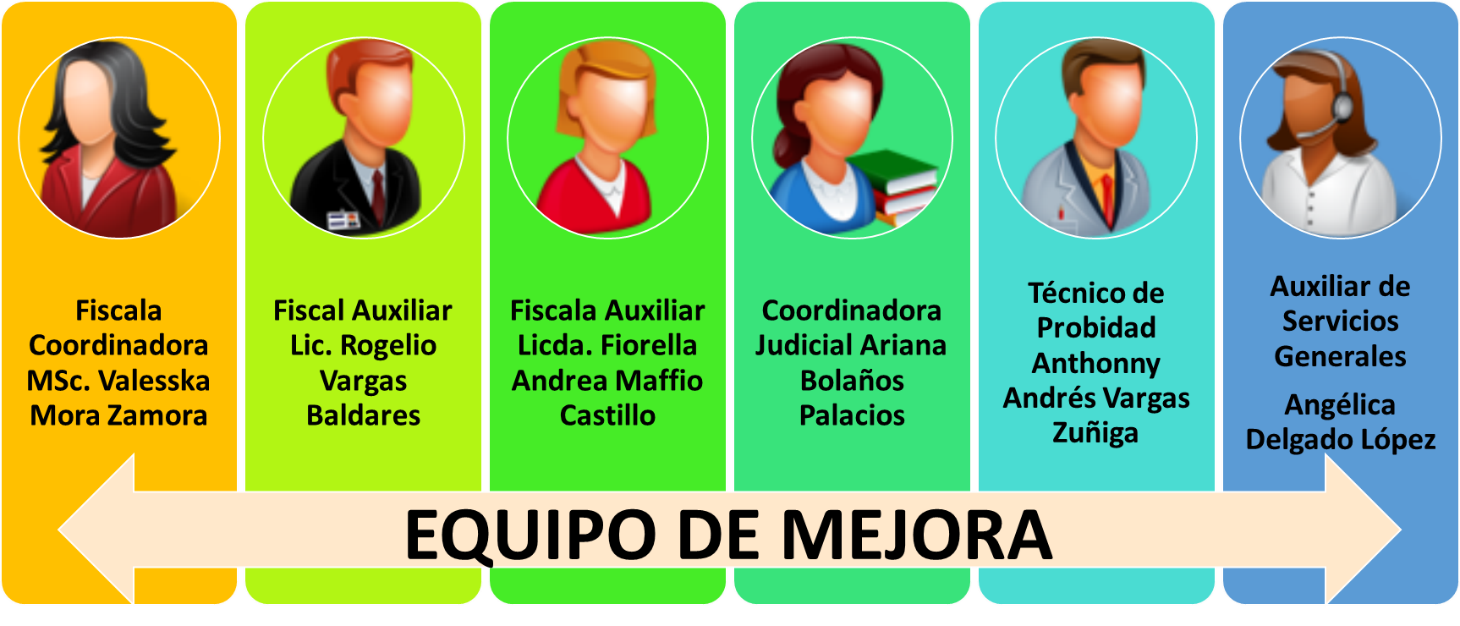 Fiscala
Coordinadora
MSc. Valesska
Mora Zamora
Fiscal Auxiliar
Lic. Rogelio
Vargas
Baldares
Fiscala Auxiliar
Licda. Fiorella
Andrea Maffio
Castillo
Coordinadora
Judicial Ariana
Bolaños
Palacios
Técnico de
Probidad
Anthonny
Andrés Vargas
Zuñiga
Auxiliar de
Servicios
Generales
Angélica
Delgado López
EQUIPO DE MEJORA